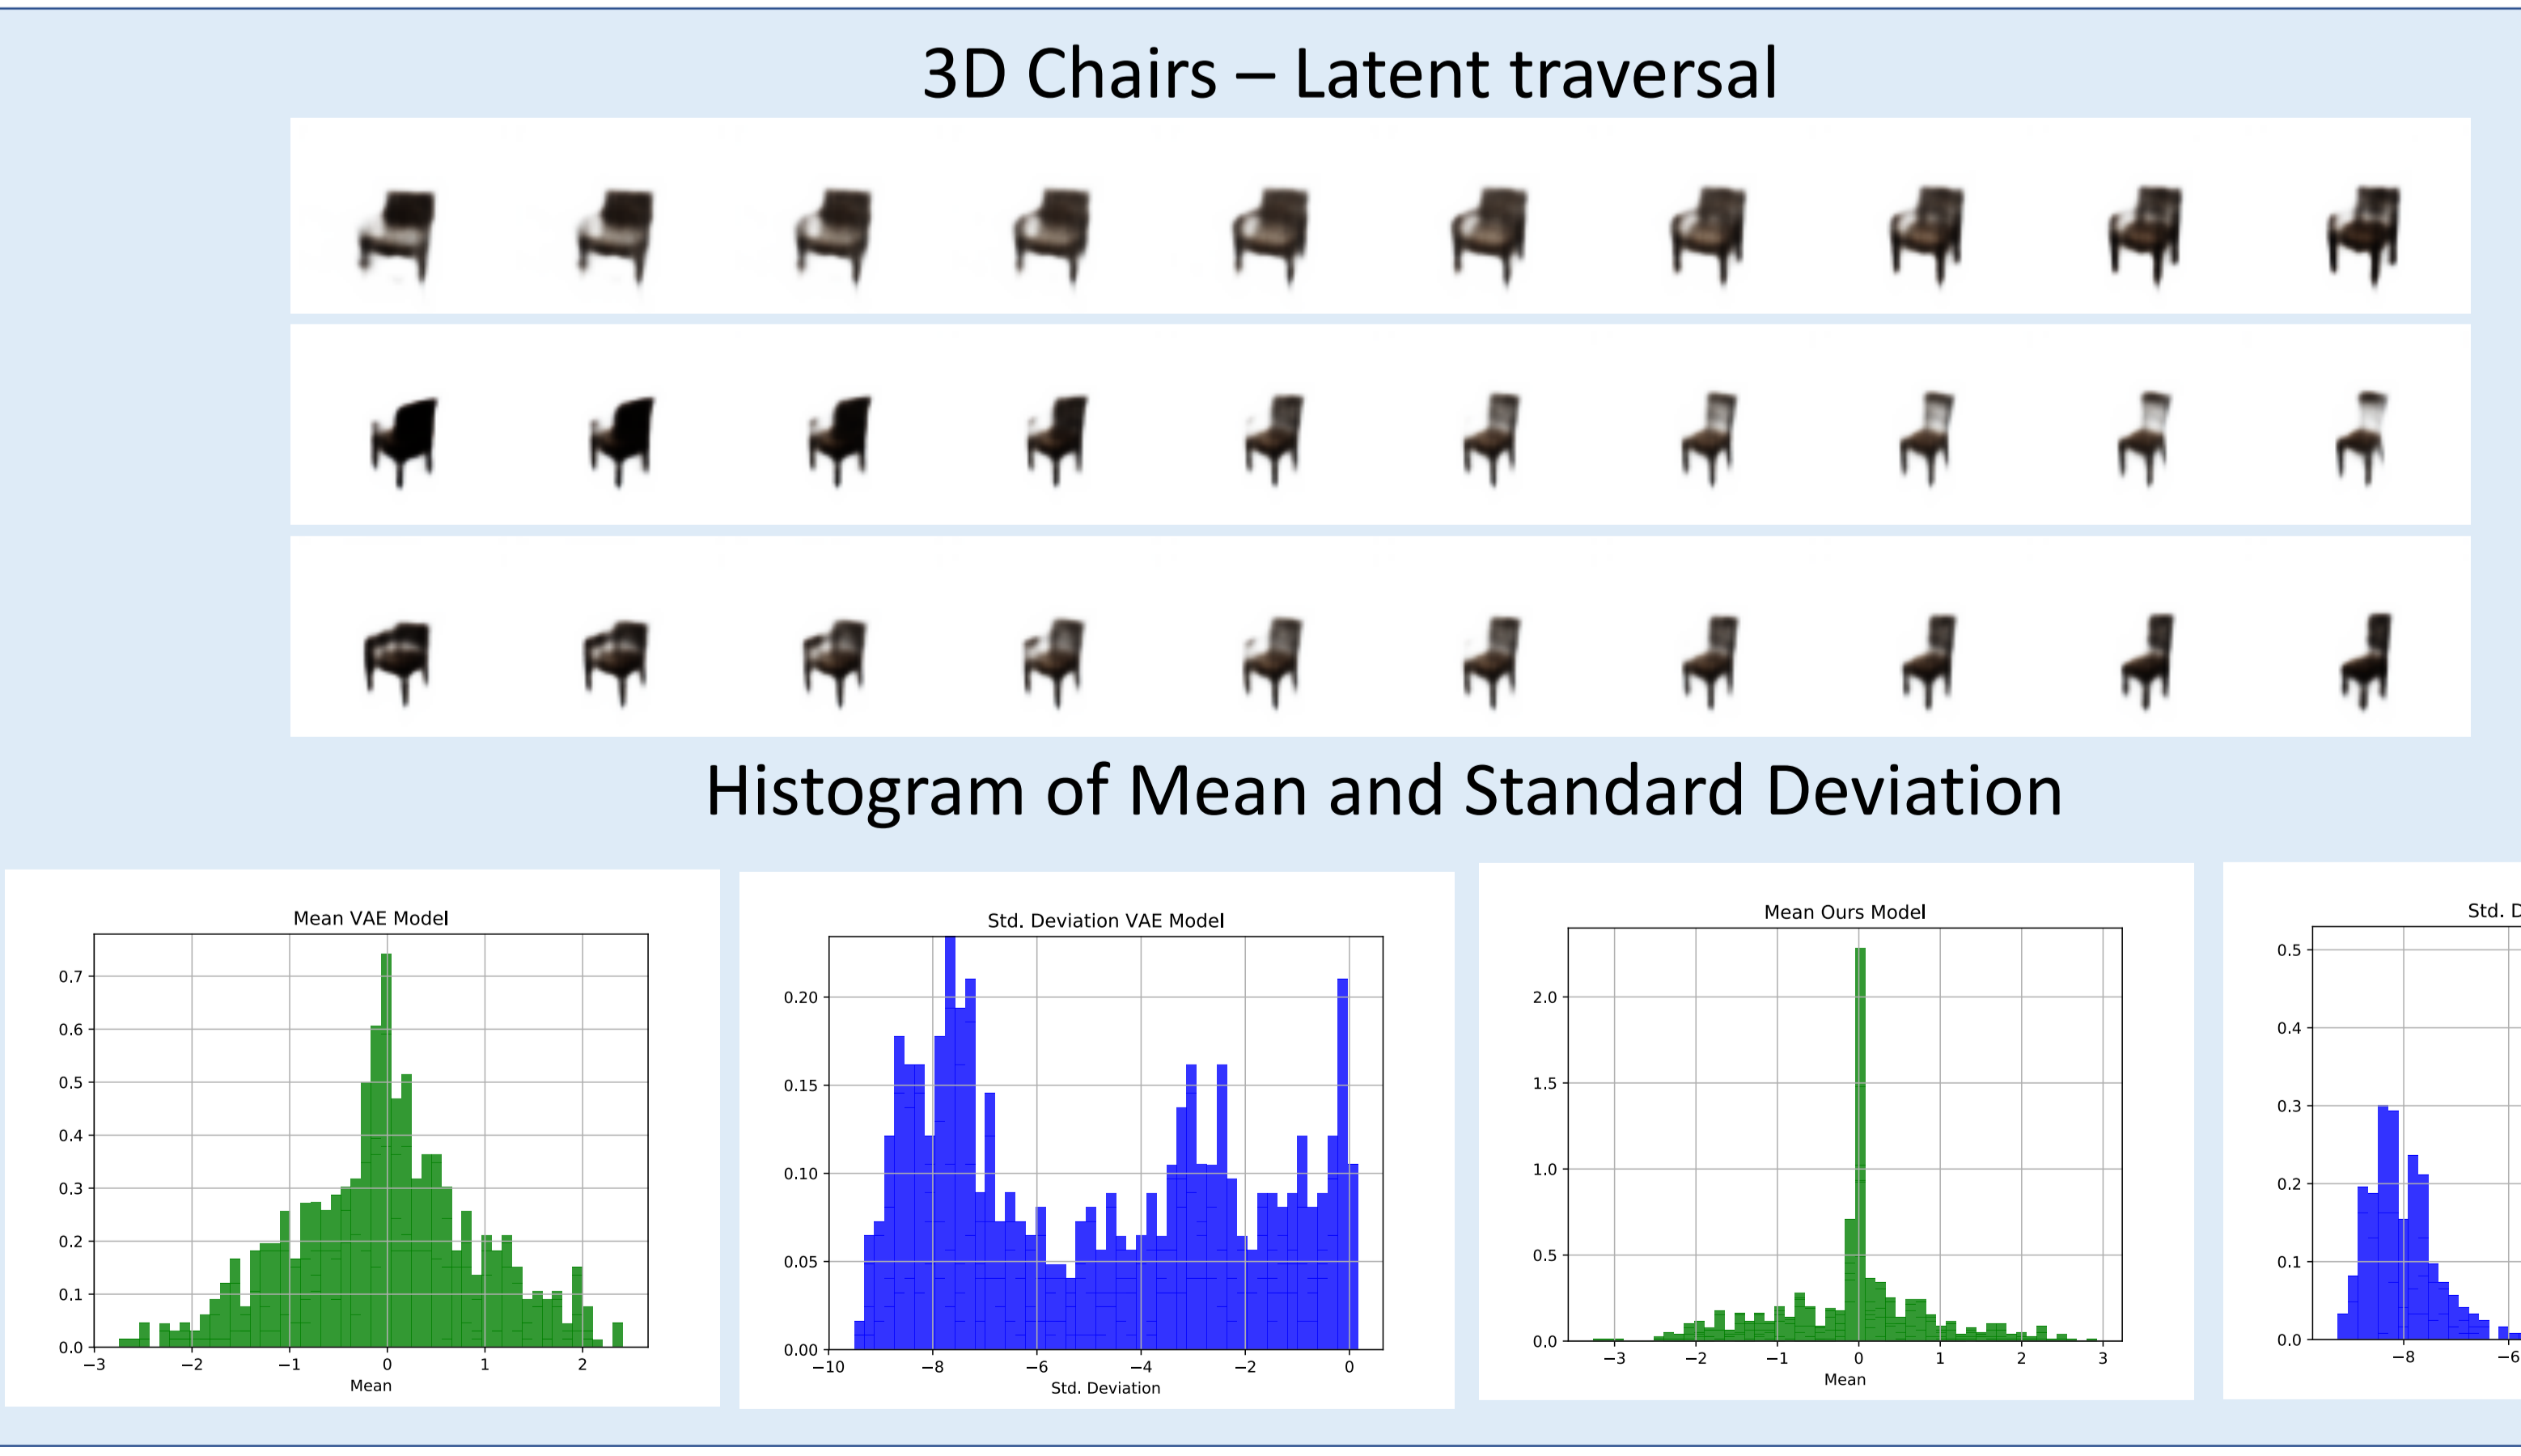 3D Chairs – Latent traversal
Histogram of Mean and Standard Deviation
Mean VAE Model
0.7
0.6
0.5
0.4
0.3
0.2
0.1
0.0
−3 −2 −1 0 1 2
Mean
Std. Deviation VAE Model
0.20
0.15
0.10
0.05
0.00
−10 −8 −6 −4 −2 0
Std. Deviation
Mean Ours Model
2.0
1.5
1.0
0.5
0.0
−3 −2 −1 0 1 2 3
Mean
Std. D
0.5
0.4
0.3
0.2
0.1
0.0
−8 −6